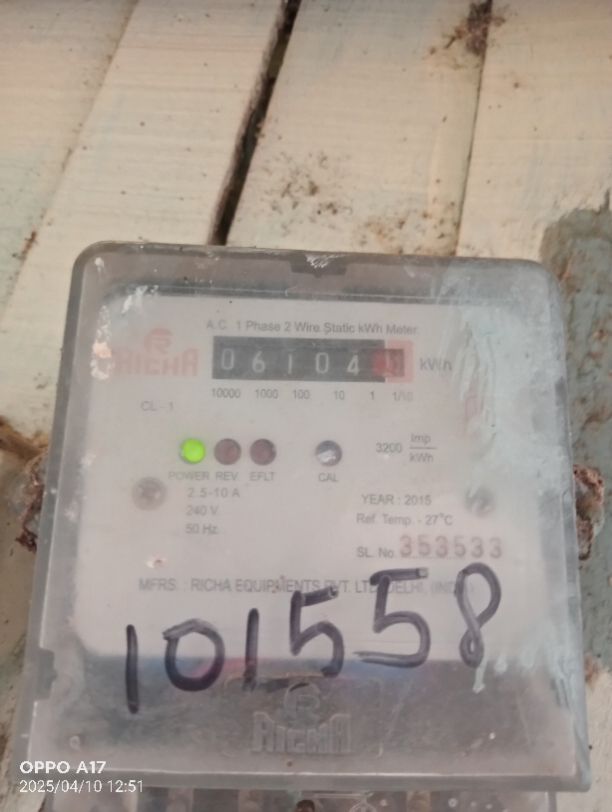 A.C. 1 Phase 2 Wire Static kWh Meter
RICHA 06104 kWh
10000 1000 100 10 1 1/10
CL-1
3200 Imp/kWh
POWER REV. EFLT CAL
2.5-10 A
240 V.
50 Hz.
YEAR : 2015
Ref. Temp. - 27°C
SL. No. 353533
MFRS. : RICHA EQUIPMENTS PVT. LTD. DELHI, (INDIA)
101558
RICHA
OPPO A17
2025/04/10 12:51